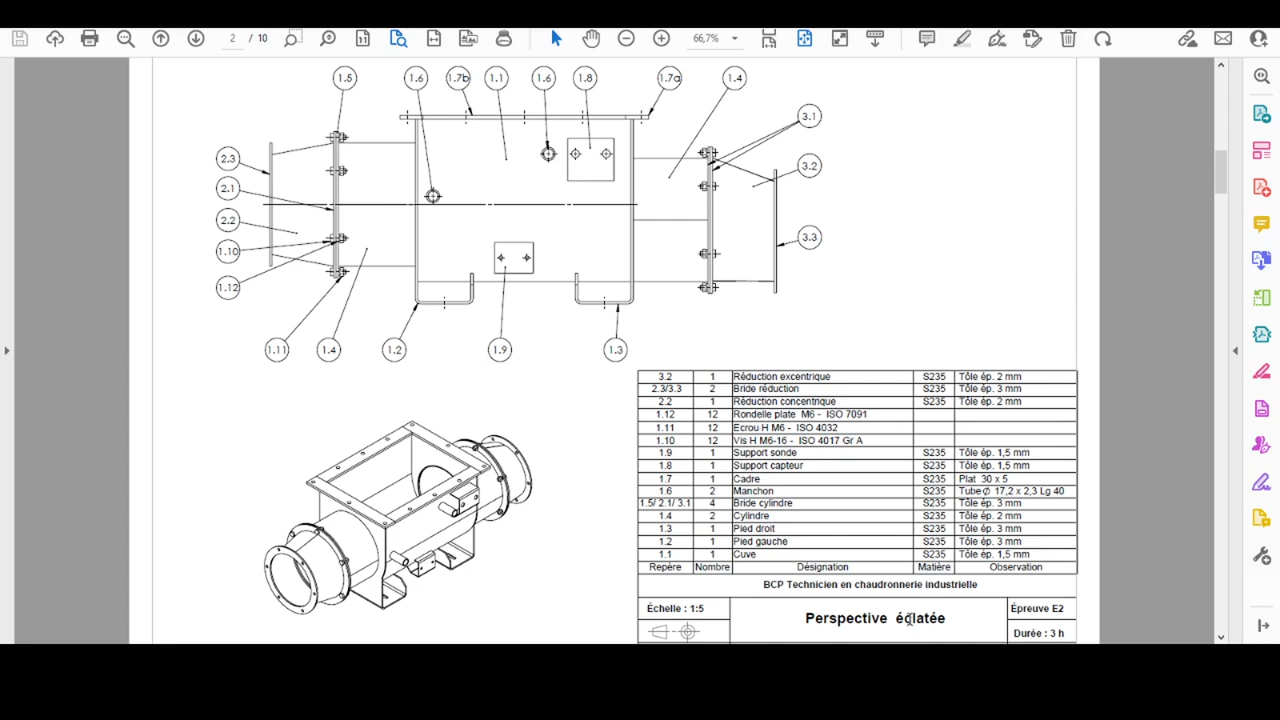 2 / 10
66,7%
1.5 1.6 1.7b 1.1 1.6 1.8 1.7a 1.4
3.1
2.3
3.2
2.1
2.2
3.3
1.10
1.12
1.11 1.4 1.2 1.9 1.3
3.2 1 Réduction excentrique S235 Tôle ép. 2 mm
2.3/3.3 2 Bride réduction S235 Tôle ép. 3 mm
2.2 1 Réduction concentrique S235 Tôle ép. 2 mm
1.12 12 Rondelle plate M6 - ISO 7091
1.11 12 Ecrou H M6 - ISO 4032
1.10 12 Vis H M6-16 - ISO 4017 Gr A
1.9 1 Support sonde S235 Tôle ép. 1,5 mm
1.8 1 Support capteur S235 Tôle ép. 1,5 mm
1.7 1 Cadre S235 Plat 30 x 5
1.6 2 Manchon S235 Tube ∅ 17,2 x 2,3 Lg 40
1.5/ 2.1/ 3.1 4 Bride cylindre S235 Tôle ép. 3 mm
1.4 2 Cylindre S235 Tôle ép. 2 mm
1.3 1 Pied droit S235 Tôle ép. 3 mm
1.2 1 Pied gauche S235 Tôle ép. 3 mm
1.1 1 Cuve S235 Tôle ép. 1,5 mm
Repère Nombre Désignation Matière Observation
BCP Technicien en chaudronnerie industrielle
Échelle : 1:5
Perspective éclatée
Épreuve E2
Durée : 3 h